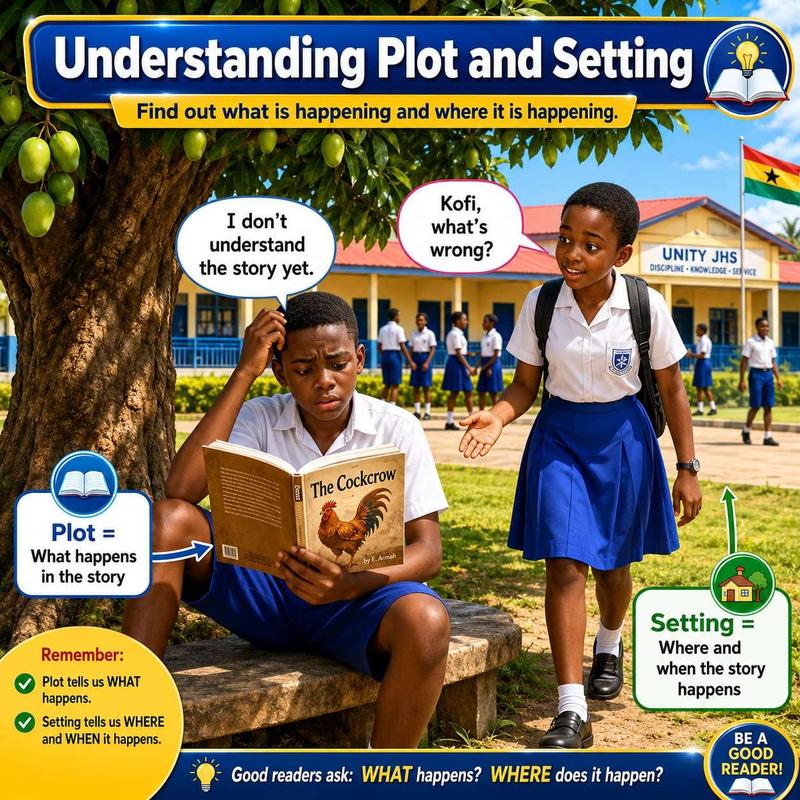 Understanding Plot and Setting
Find out what is happening and where it is happening.
I don't
understand
the story yet.
Kofi,
what's
wrong?
UNITY JHS
DISCIPLINE • KNOWLEDGE • SERVICE
The Cockcrow
by E. Armah
Plot =
What happens
in the story
Setting =
Where and
when the story
happens
Remember:
Plot tells us WHAT
happens.
Setting tells us WHERE
and WHEN it happens.
Good readers ask: WHAT happens? WHERE does it happen?
BE A
GOOD
READER!